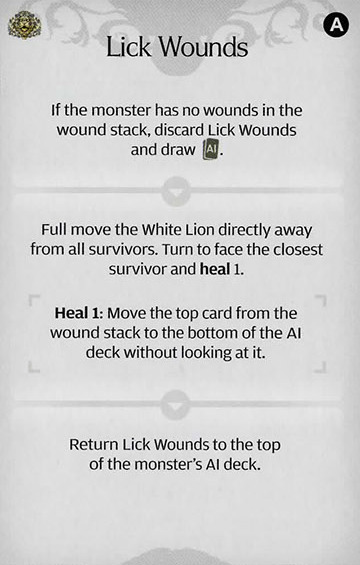 A
Lick Wounds
If the monster has no wounds in the
wound stack, discard Lick Wounds
and draw AI.
Full move the White Lion directly away
from all survivors. Turn to face the closest
survivor and heal 1.
Heal 1: Move the top card from the
wound stack to the bottom of the AI
deck without looking at it.
Return Lick Wounds to the top
of the monster's AI deck.